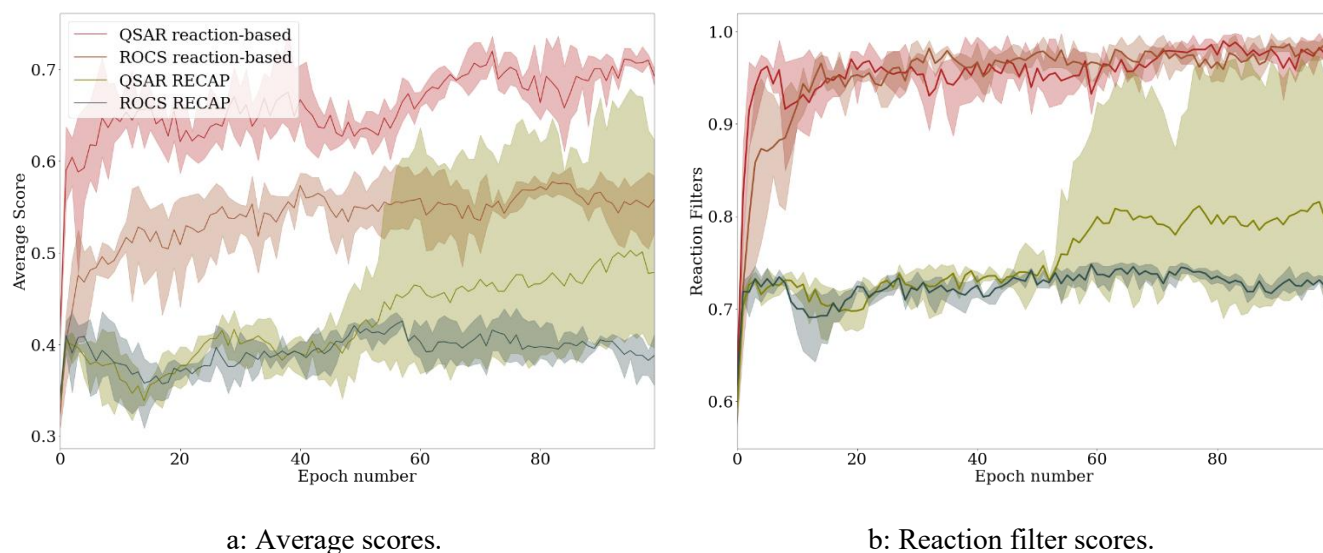 QSAR reaction-based
ROCS reaction-based
QSAR RECAP
ROCS RECAP
Average Score
0.7
0.6
0.5
0.4
0.3
0
20
40
60
80
Epoch number
Reaction Filters
1.0
0.9
0.8
0.7
0.6
0
20
40
60
80
Epoch number
a: Average scores.
b: Reaction filter scores.